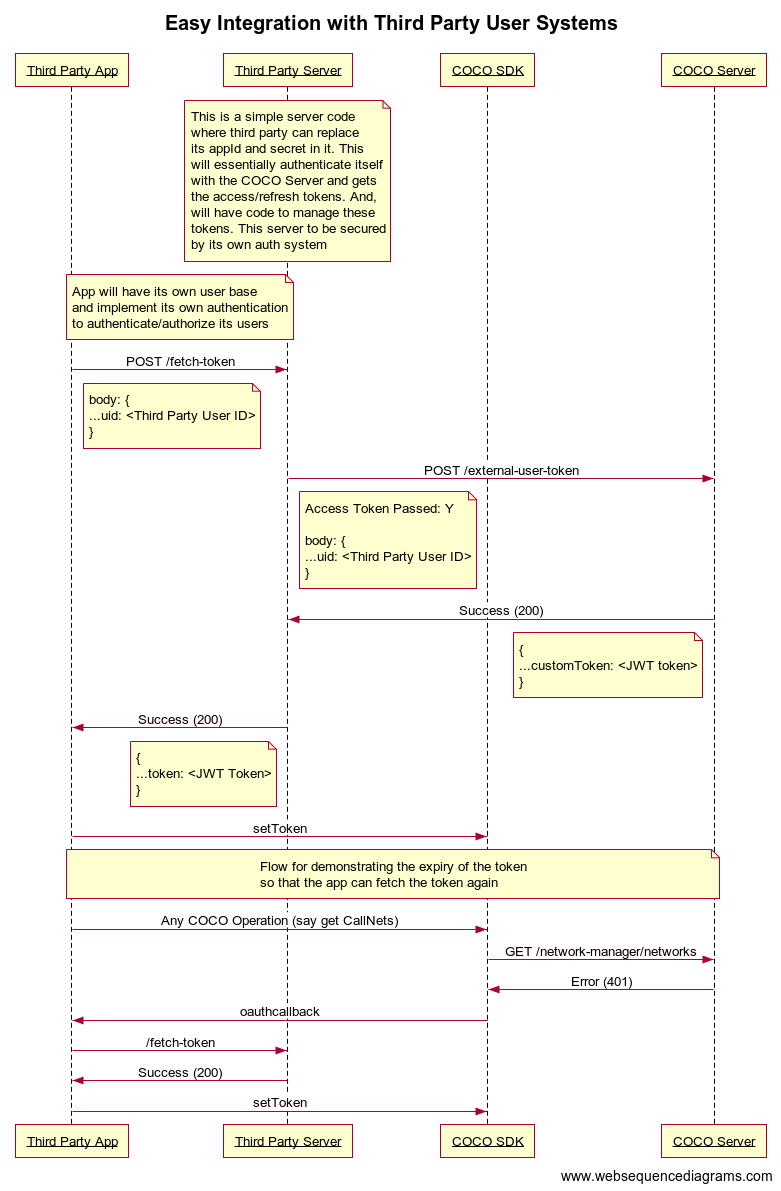 Easy Integration with Third Party User Systems
Third Party App
Third Party Server
COCO SDK
COCO Server
This is a simple server code
where third party can replace
its appId and secret in it. This
will essentially authenticate itself
with the COCO Server and gets
the access/refresh tokens. And,
will have code to manage these
tokens. This server to be secured
by its own auth system
App will have its own user base
and implement its own authentication
to authenticate/authorize its users
POST /fetch-token
body: {
...uid: <Third Party User ID>
}
POST /external-user-token
Access Token Passed: Y
body: {
...uid: <Third Party User ID>
}
Success (200)
{
...customToken: <JWT token>
}
Success (200)
{
...token: <JWT Token>
}
setToken
Flow for demonstrating the expiry of the token
so that the app can fetch the token again
Any COCO Operation (say get CallNets)
GET /network-manager/networks
Error (401)
oauthcallback
/fetch-token
Success (200)
setToken
Third Party App
Third Party Server
COCO SDK
COCO Server
www.websequencediagrams.com